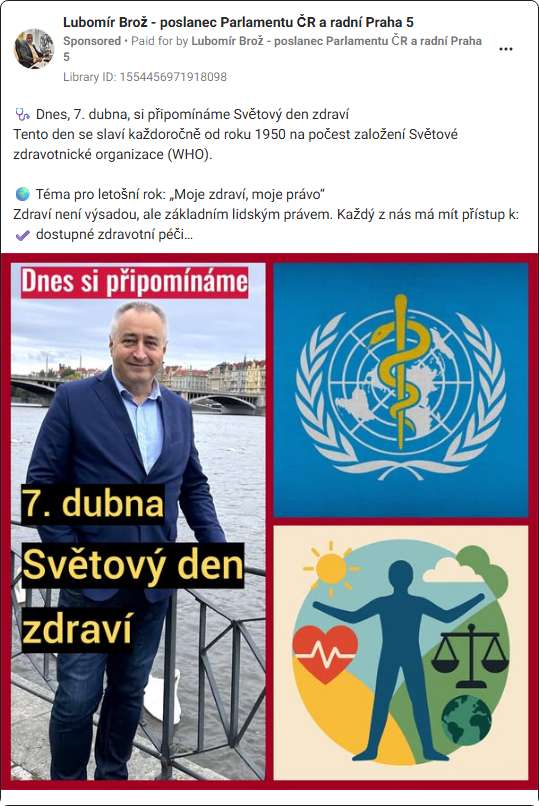 Lubomír Brož - poslanec Parlamentu ČR a radní Praha 5
Sponsored • Paid for by Lubomír Brož - poslanec Parlamentu ČR a radní Praha
5
Library ID: 1554456971918098
🩺 Dnes, 7. dubna, si připomínáme Světový den zdraví
Tento den se slaví každoročně od roku 1950 na počest založení Světové
zdravotnické organizace (WHO).
🌍 Téma pro letošní rok: „Moje zdraví, moje právo“
Zdraví není výsadou, ale základním lidským právem. Každý z nás má mít přístup k:
✔ dostupné zdravotní péči...
Dnes si připomínáme
7. dubna
Světový den
zdraví